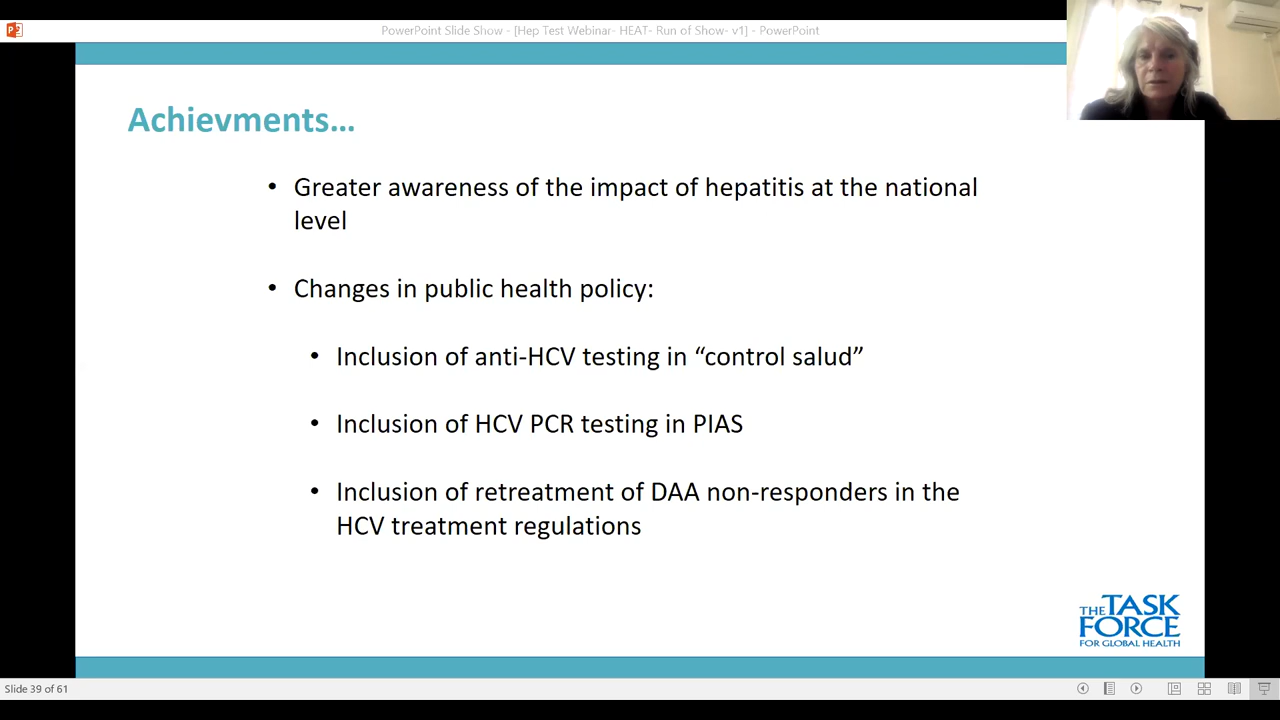 PowerPoint Slide Show - [Hep Test Webinar- HEAT- Run of Show- v1] - PowerPoint
Achievments…
• Greater awareness of the impact of hepatitis at the national
level
• Changes in public health policy:
• Inclusion of anti-HCV testing in “control salud”
• Inclusion of HCV PCR testing in PIAS
• Inclusion of retreatment of DAA non-responders in the
HCV treatment regulations
THE TASK
FORCE
FOR GLOBAL HEALTH
Slide 39 of 61